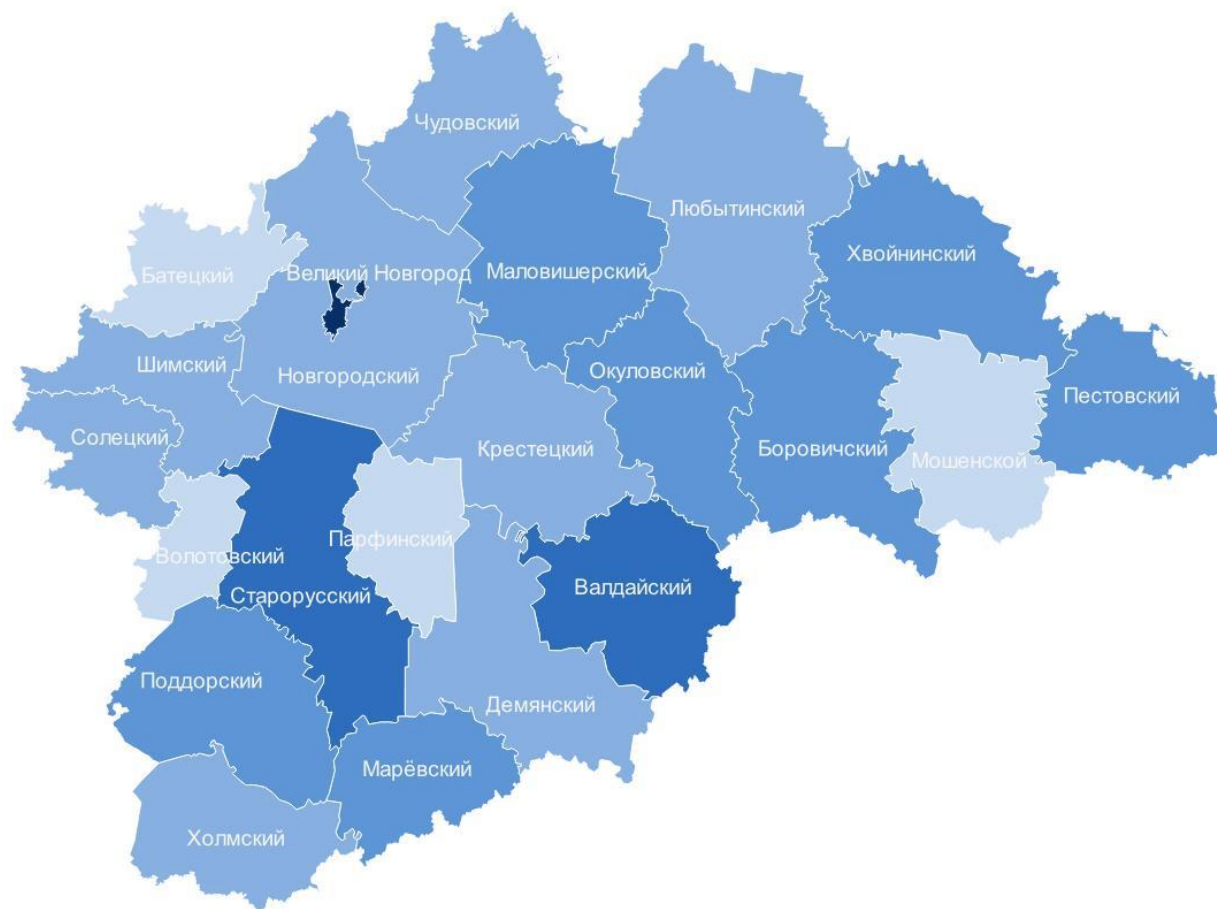 Чудовский
Любытинский
Батецкий
Великий Новгород
Маловишерский
Хвойнинский
Шимский
Новгородский
Окуловский
Пестовский
Солецкий
Крестецкий
Боровичский
Мошенской
Волотовский
Парфинский
Старорусский
Валдайский
Поддорский
Демянский
Марёвский
Холмский